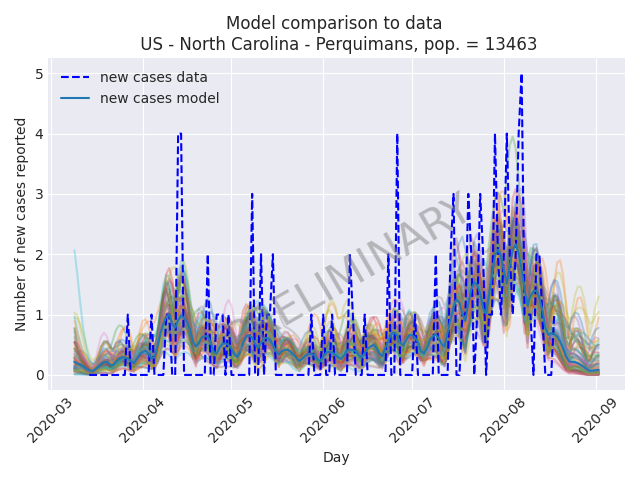 Model comparison to data
US - North Carolina - Perquimans, pop. = 13463
new cases data
new cases model
Number of new cases reported
5
4
3
2
1
0
ELIMINARY
2020-03
2020-04
2020-05
2020-06
2020-07
2020-08
2020-09
Day